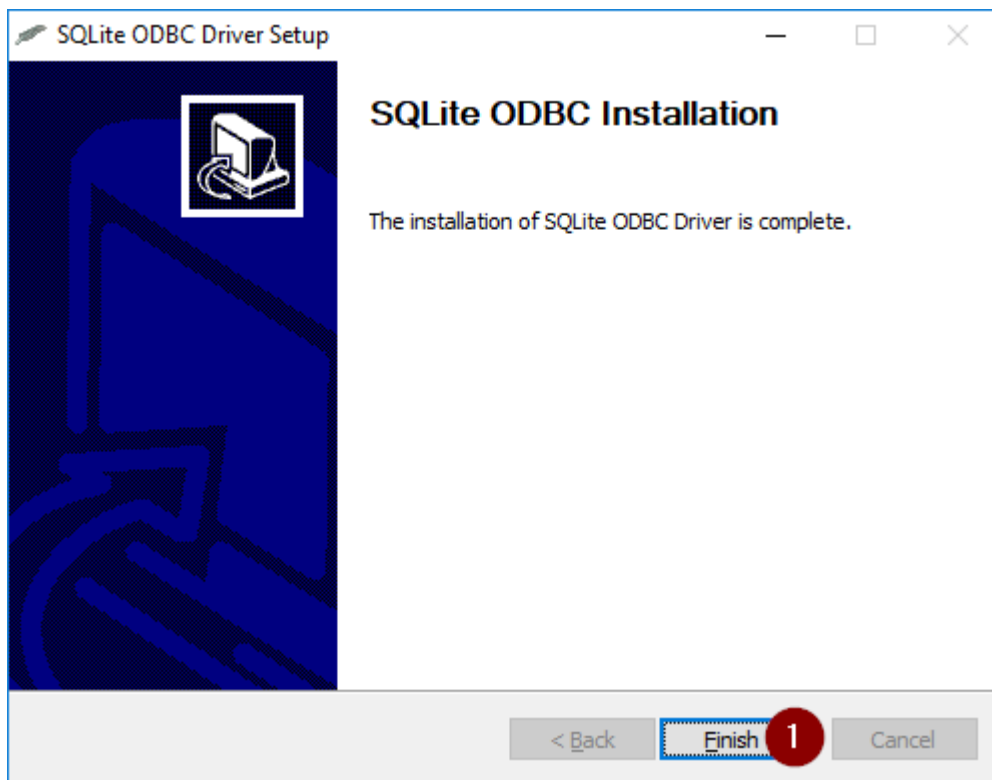 SQLite ODBC Driver Setup
SQLite ODBC Installation
The installation of SQLite ODBC Driver is complete.
< Back
Finish
1
Cancel